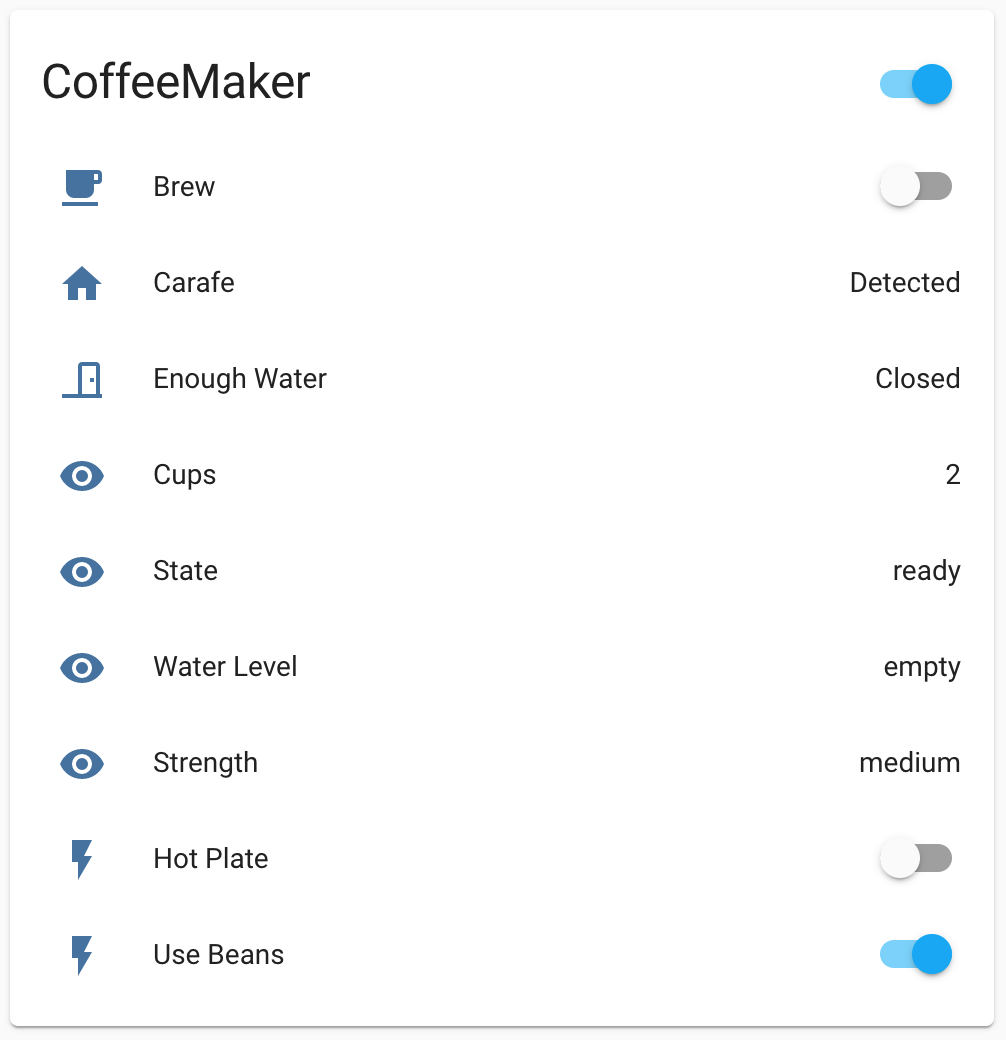 CoffeeMaker
Brew
Carafe Detected
Enough Water Closed
Cups 2
State ready
Water Level empty
Strength medium
Hot Plate
Use Beans